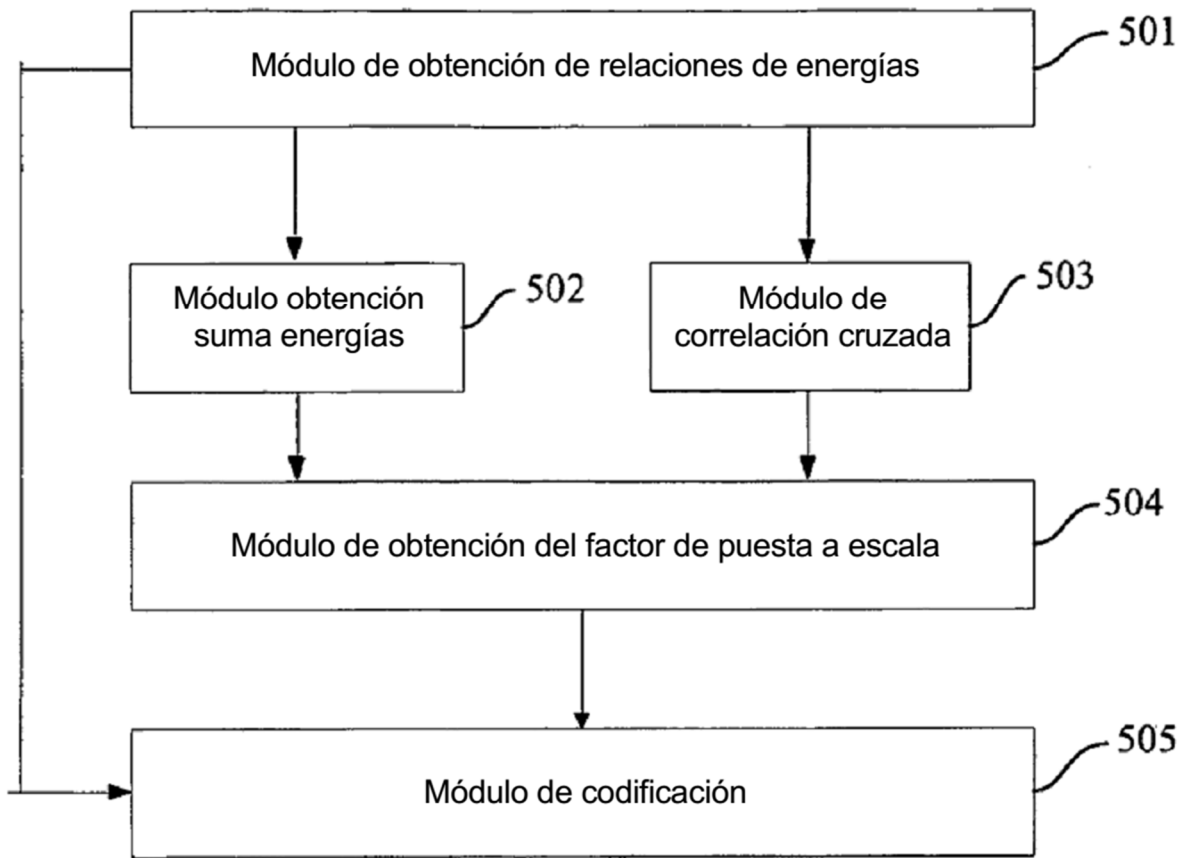 501
Módulo de obtención de relaciones de energías
502
Módulo obtención
suma energías
503
Módulo de
correlación cruzada
504
Módulo de obtención del factor de puesta a escala
505
Módulo de codificación